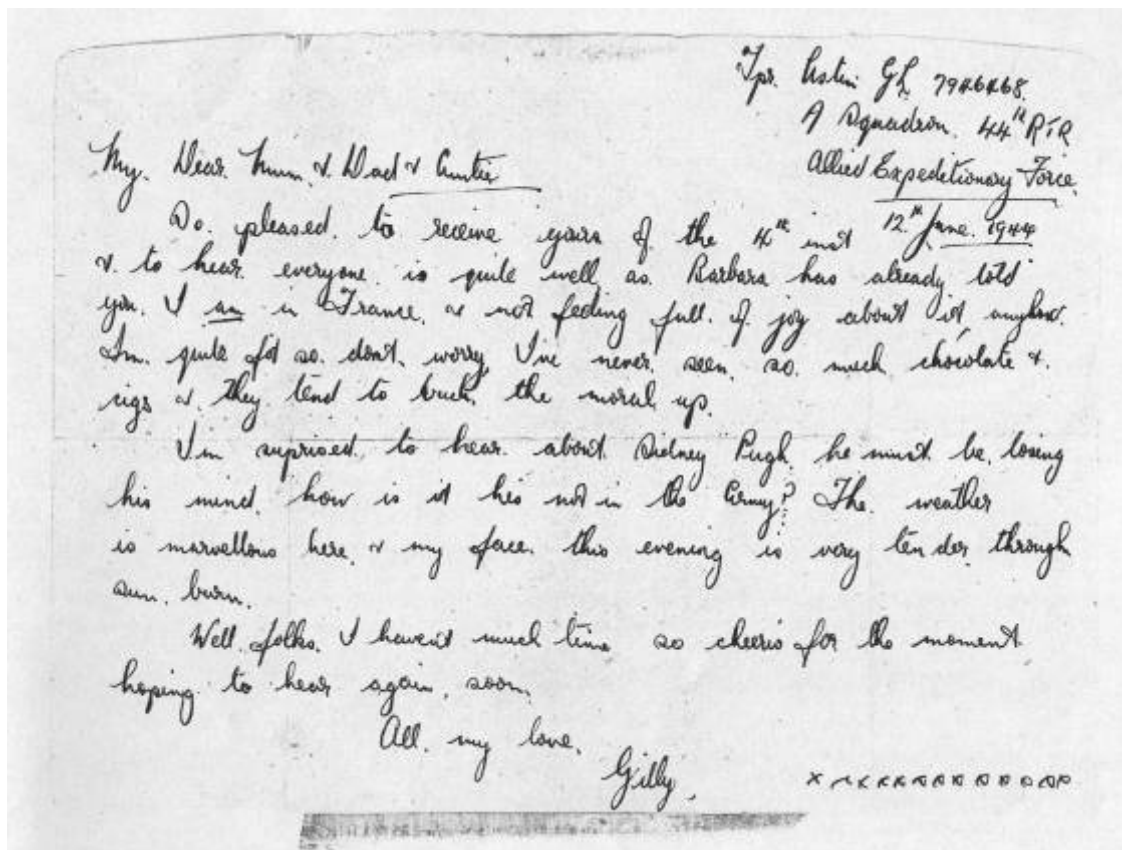 Tpr. Astin GL 7946468.
A Squadron. 44th RTR
Allied Expeditionary Force
12th June. 1944
My. Dear. Mum. & Dad & Auntie
So. pleased. to receive yours of the 4th inst
& to hear. everyone. is quite well, as Barbara has already told
you. I am in France. & not feeling full. of joy about it anyhow.
Im. quite fit so. don't. worry, I've never seen. so. much chocolate &
cigs & they tend to the moral up.
I'm suprised. to hear. about Sidney Pugh he must. be. losing
his mind. how is it he's not in the Army? The. weather
is marvellous here. & my face. this evening is very tender through
sun. burn.
Well. folks. I haven't much time so cheerio for the moment
hoping to hear again. soon.
All. my love.
Gilly.
x x x x x x x x x x x x x